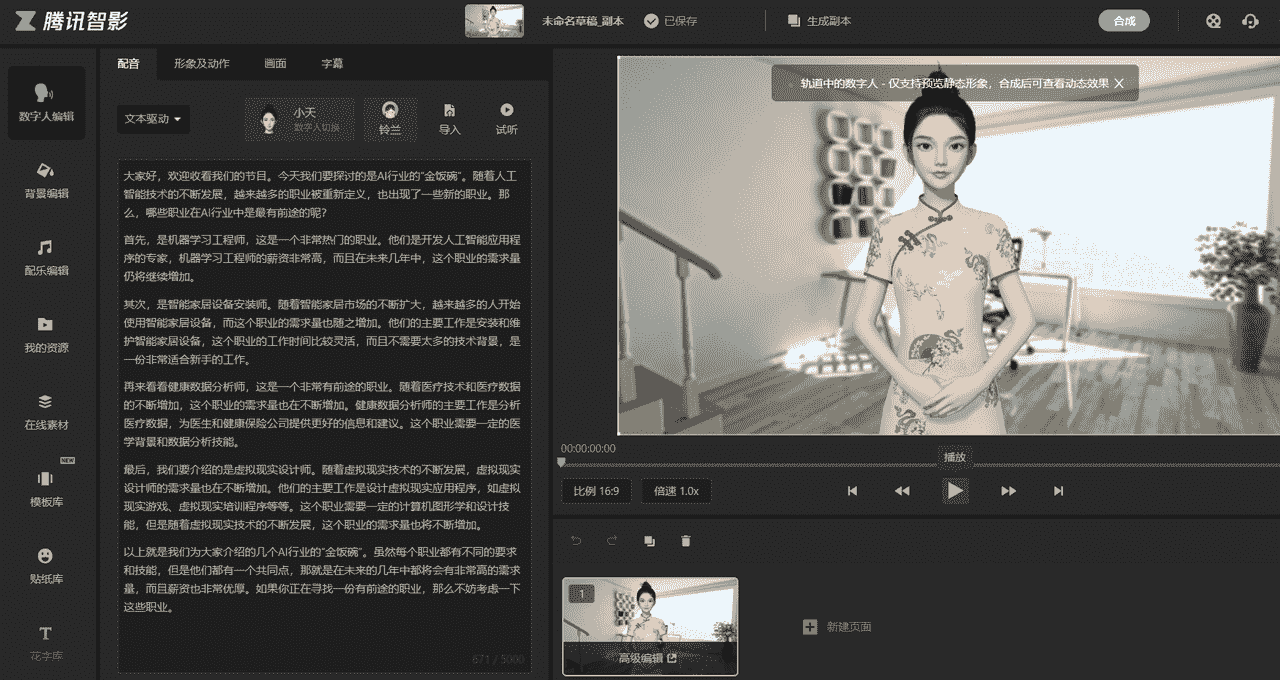 腾讯智影
未命名草稿_副本
已保存
生成副本
合成
数字人编辑
背景编辑
配乐编辑
我的资源
在线素材
NEW
模板库
贴纸库
花字库
配音
形象及动作
画面
字幕
文本驱动
小天
数字人切换
铃兰
导入
试听
大家好，欢迎收看我们的节目。今天我们要探讨的是AI行业的“金饭碗”。随着人工
智能技术的不断发展，越来越多的职业被重新定义，也出现了一些新的职业。那
么，哪些职业在AI行业中是最有前途的呢？
首先，是机器学习工程师，这是一个非常热门的职业。他们是开发人工智能应用程
序的专家，机器学习工程师的薪资非常高，而且在未来几年中，这个职业的需求量
仍将继续增加。
其次，是智能家居设备安装师。随着智能家居市场的不断扩大，越来越多的人开始
使用智能家居设备，而这个职业的需求量也随之增加。他们的主要工作是安装和维
护智能家居设备，这个职业的工作时间比较灵活，而且不需要太多的技术背景，是
一份非常适合新手的工作。
再来看看健康数据分析师，这是一个非常有前途的职业。随着医疗技术和医疗数据
的不断增加，这个职业的需求量也在不断增加。健康数据分析师的主要工作是分析
医疗数据，为医生和健康保险公司提供更好的信息和建议。这个职业需要一定的医
学背景和数据分析技能。
最后，我们要介绍的是虚拟现实设计师。随着虚拟现实技术的不断发展，虚拟现实
设计师的需求量也在不断增加。他们的主要工作是设计虚拟现实应用程序，如虚拟
现实游戏、虚拟现实培训程序等等。这个职业需要一定的计算机图形学和设计技
能，但是随着虚拟现实技术的不断发展，这个职业的需求量也将不断增加。
以上就是我们为大家介绍的几个AI行业的“金饭碗”。虽然每个职业都有不同的要求
和技能，但是他们都有一个共同点，那就是在未来的几年中都将会有非常高的需求
量，而且薪资也非常优厚。如果你正在寻找一份有前途的职业，那么不妨考虑一下
这些职业。
671 / 5000
轨道中的数字人 - 仅支持预览静态形象，合成后可查看动态效果
00:00:00:00
播放
比例 16:9
倍速 1.0x
1
高级编辑
新建页面